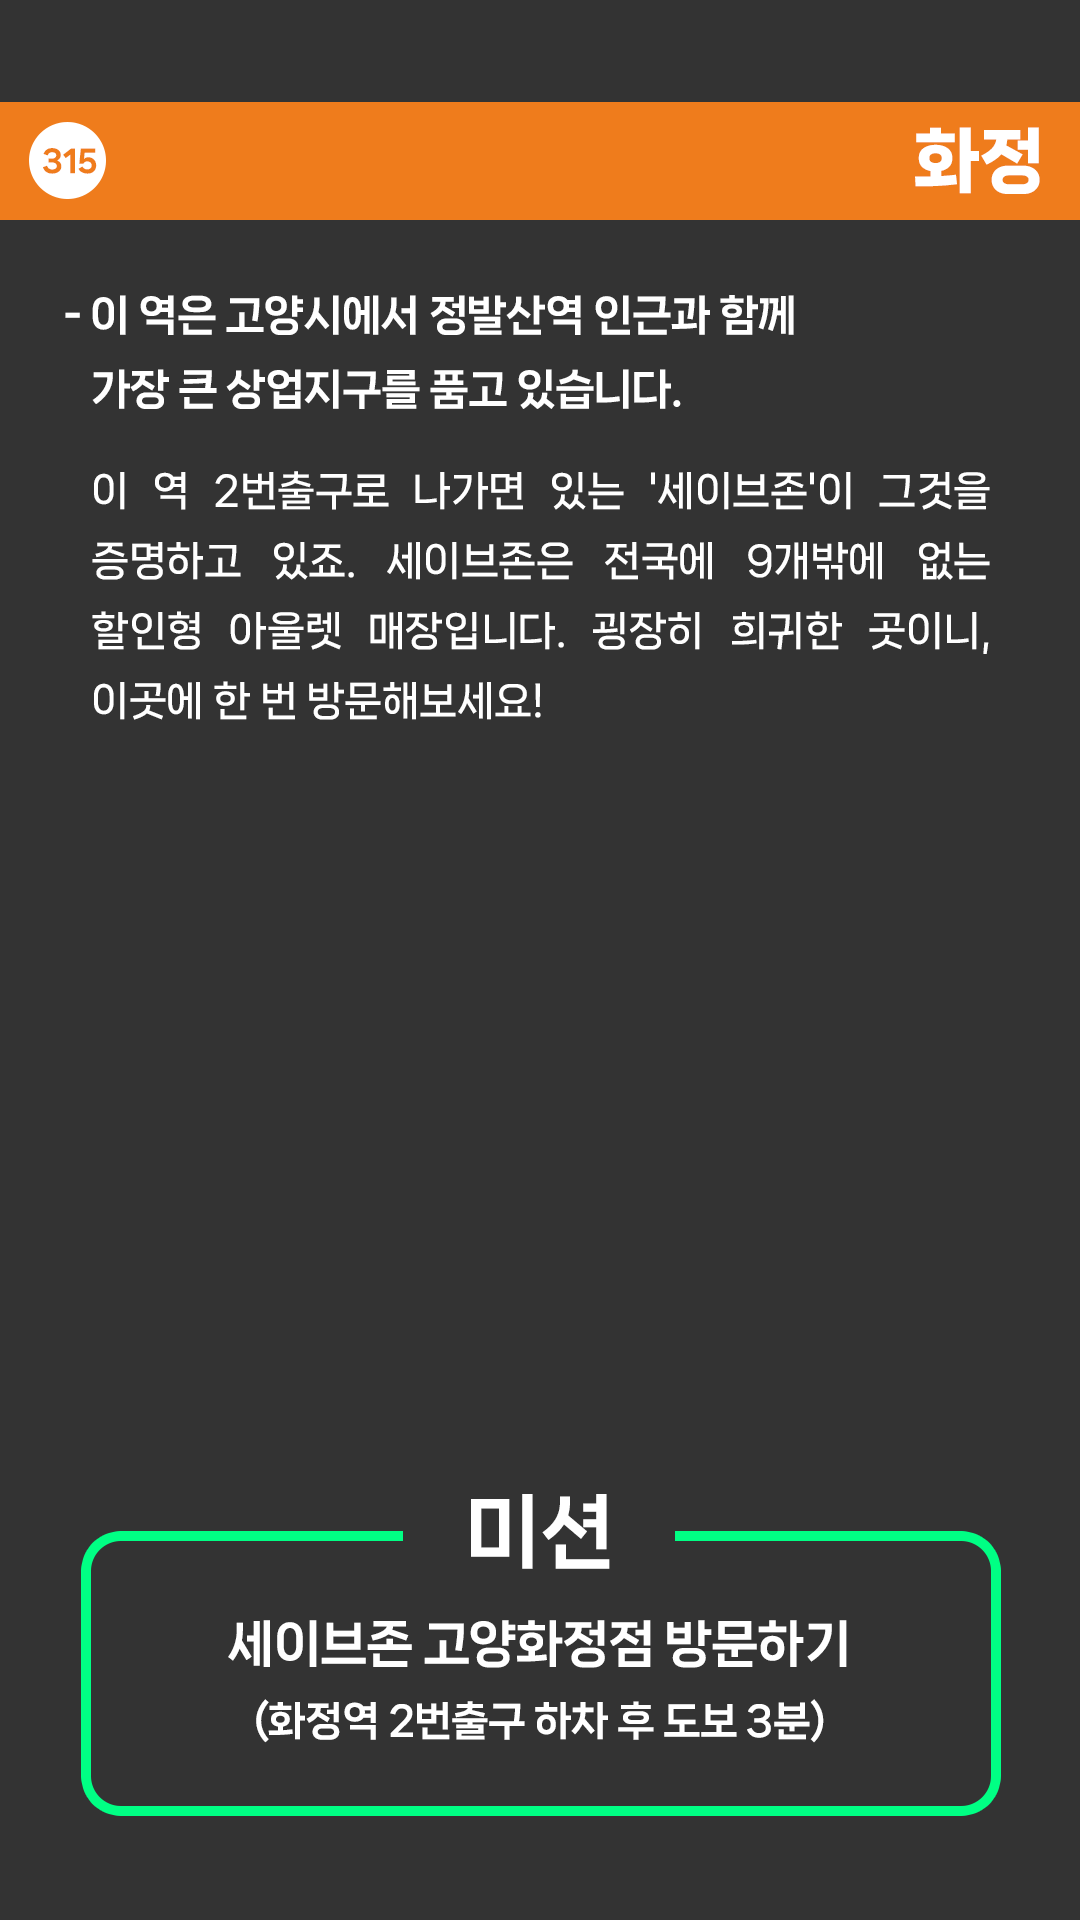 315
화정
- 이 역은 고양시에서 정발산역 인근과 함께
가장 큰 상업지구를 품고 있습니다.
이 역 2번출구로 나가면 있는 '세이브존'이 그것을
증명하고 있죠. 세이브존은 전국에 9개밖에 없는
할인형 아울렛 매장입니다. 굉장히 희귀한 곳이니,
이곳에 한 번 방문해보세요!
미션
세이브존 고양화정점 방문하기
(화정역 2번출구 하차 후 도보 3분)